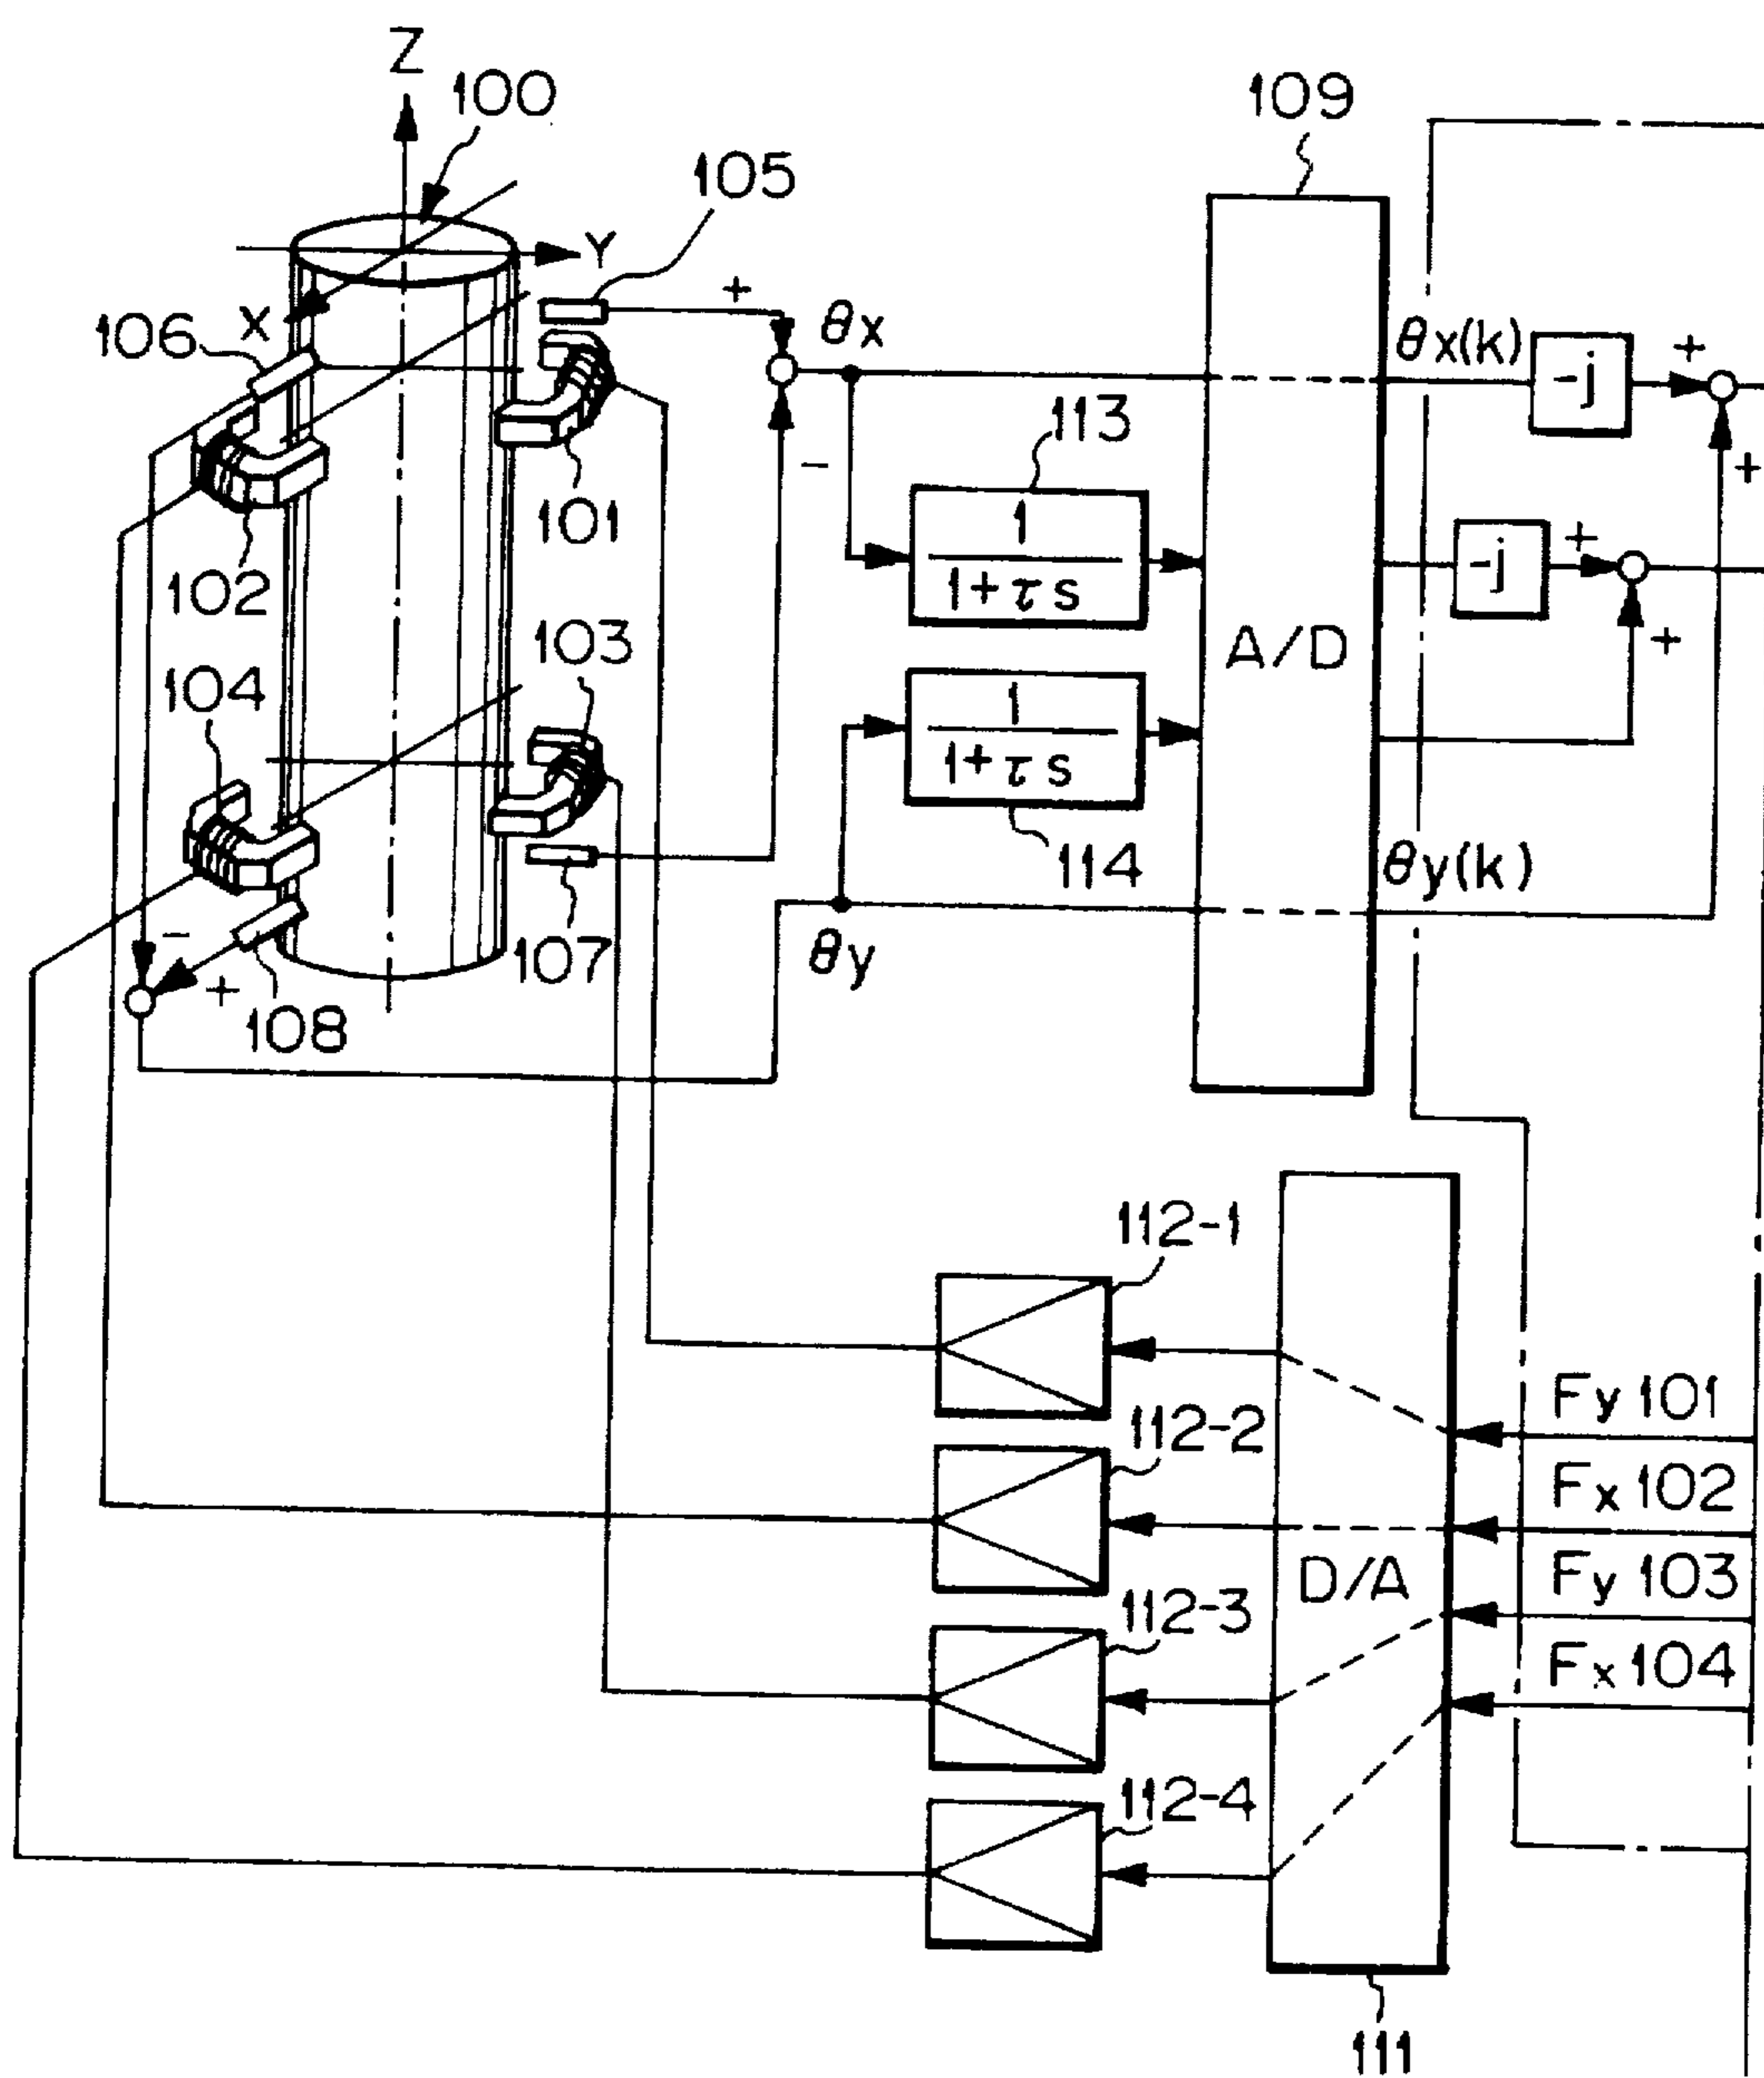 Z
100
109
105
Y
+
θx
X
106
θx(k)
-j
+
113
-
+
101
1
1+τs
102
-j
+
103
A/D
+
104
1
1+τs
114
θy(k)
-
107
θy
+
108
112-1
Fy 101
112-2
Fx 102
D/A
Fy 103
112-3
Fx 104
112-4
111